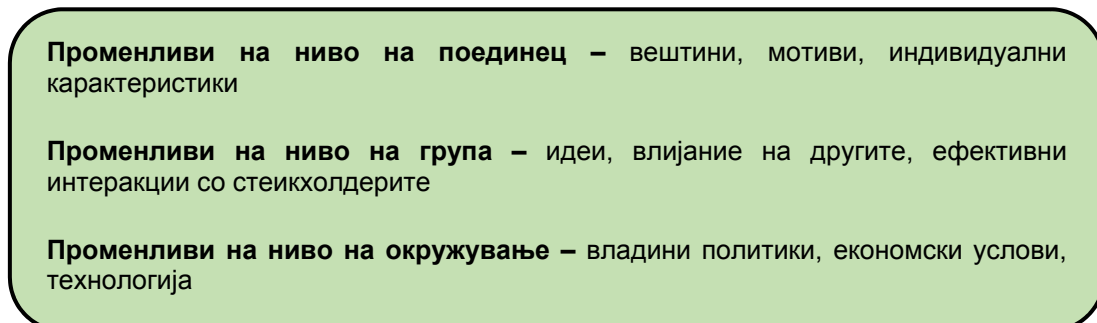 Променливи на ниво на поединец – вештини, мотиви, индивидуални
карактеристики
Променливи на ниво на група – идеи, влијание на другите, ефективни
интеракции со стеикхолдерите
Променливи на ниво на окружување – владини политики, економски услови,
технологија